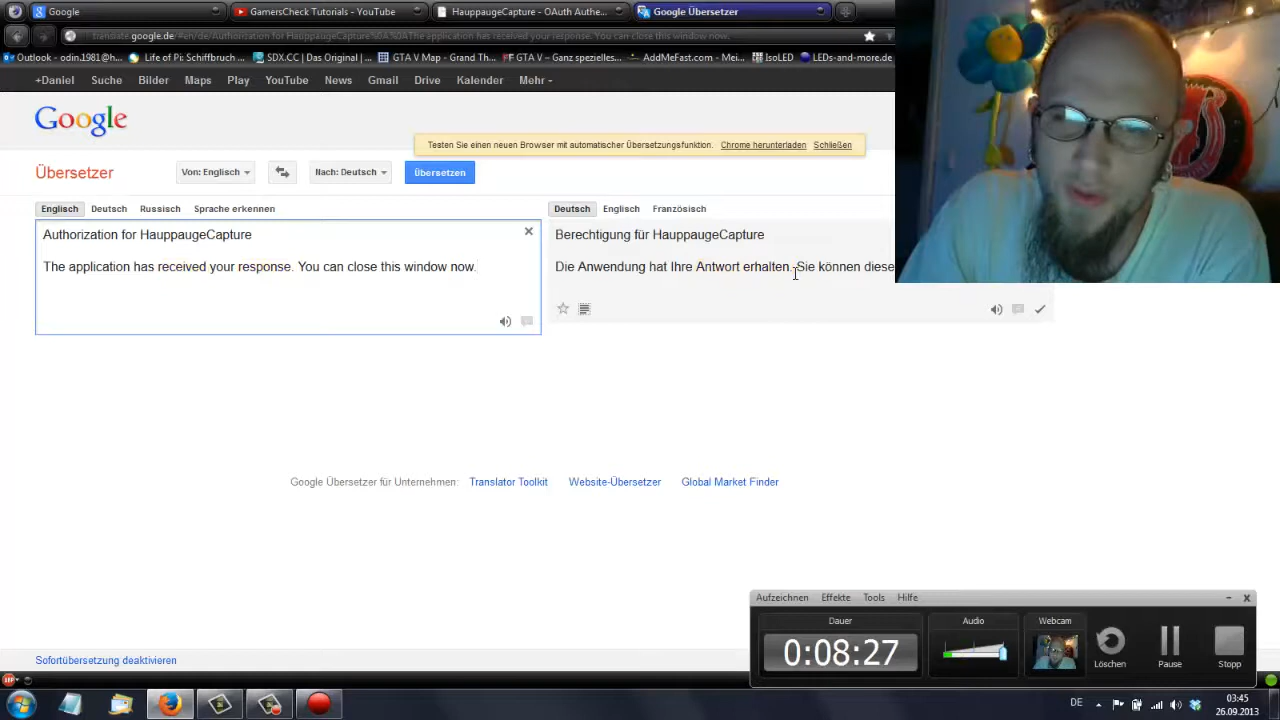 Google
GamersCheck Tutorials - YouTube
HauppaugeCapture - OAuth Authe...
Google Übersetzer
translate.google.de/#en/de/Authorization for HauppaugeCapture%0A%0AThe application has received your response. You can close this window now.
Outlook - odin.1981@h...
Life of Pi: Schiffbruch ...
SDX.CC | Das Original | ...
GTA V Map - Grand Th...
GTA V – Ganz spezielles...
AddMeFast.com - Mei...
IsoLED
LEDs-and-more.de
+Daniel Suche Bilder Maps Play YouTube News Gmail Drive Kalender Mehr
Google
Testen Sie einen neuen Browser mit automatischer Übersetzungsfunktion. Chrome herunterladen Schließen
Übersetzer
Von: Englisch
Nach: Deutsch
Übersetzen
Englisch Deutsch Russisch Sprache erkennen
Deutsch Englisch Französisch
Authorization for HauppaugeCapture
Berechtigung für HauppaugeCapture
The application has received your response. You can close this window now.
Die Anwendung hat Ihre Antwort erhalten. Sie können diese
Google Übersetzer für Unternehmen: Translator Toolkit Website-Übersetzer Global Market Finder
Aufzeichnen Effekte Tools Hilfe
Dauer
Audio
Webcam
0:08:27
Löschen
Pause
Stopp
Sofortübersetzung deaktivieren
DE
03:45
26.09.2013